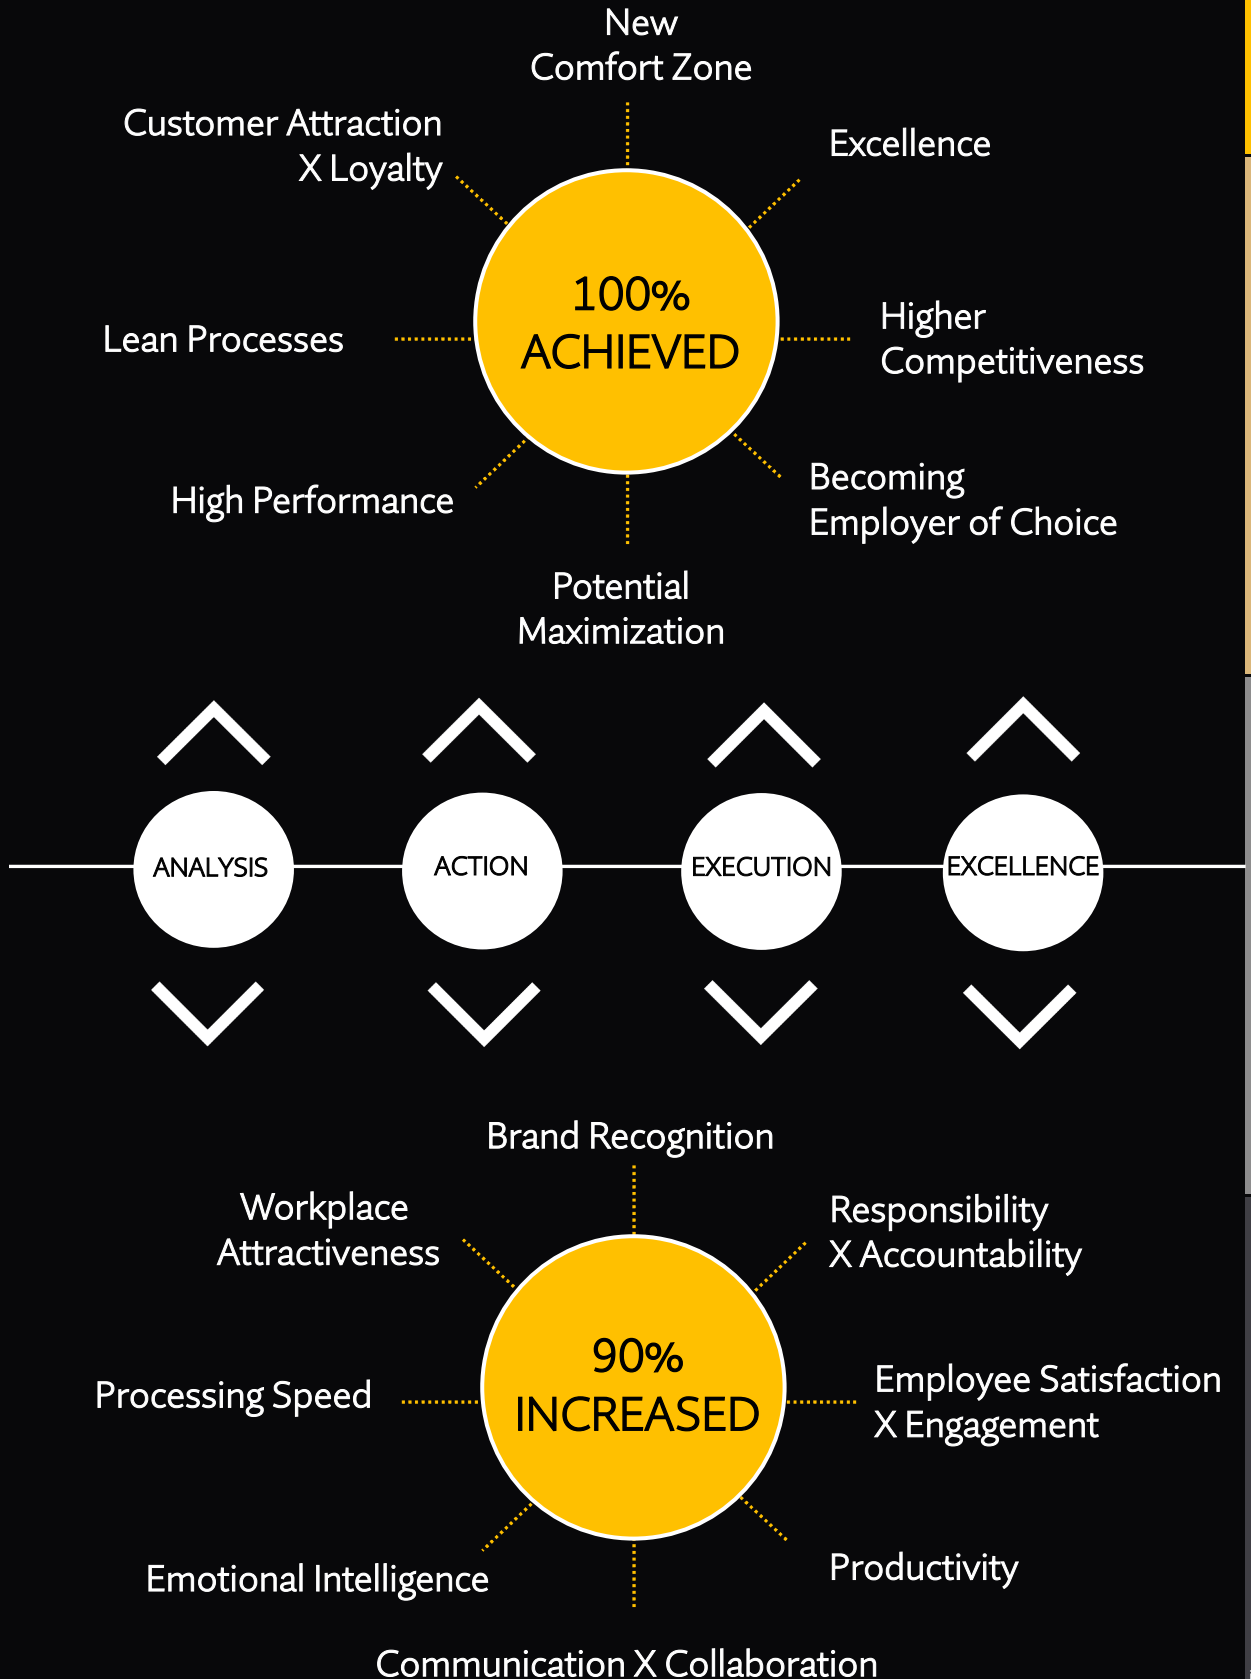 New
Comfort Zone
Customer Attraction
X Loyalty
Excellence
100%
ACHIEVED
Lean Processes
Higher
Competitiveness
High Performance
Becoming
Employer of Choice
Potential
Maximization
ANALYSIS
ACTION
EXECUTION
EXCELLENCE
Brand Recognition
Workplace
Attractiveness
Responsibility
X Accountability
90%
INCREASED
Processing Speed
Employee Satisfaction
X Engagement
Emotional Intelligence
Productivity
Communication X Collaboration